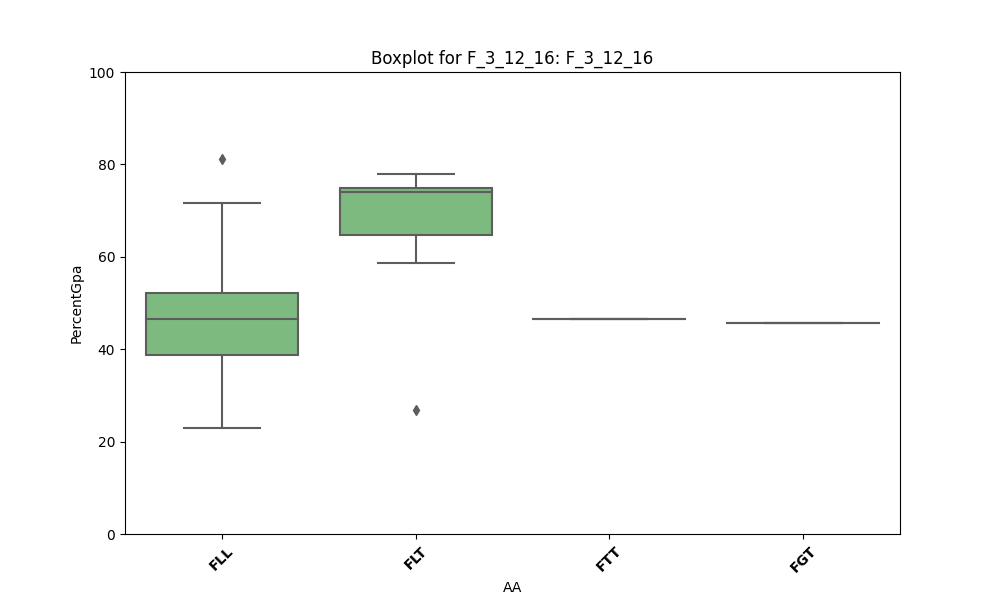 Boxplot for F_3_12_16: F_3_12_16
100
80
60
40
20
0
PercentGpa
FLL
FLT
FTT
FGT
AA